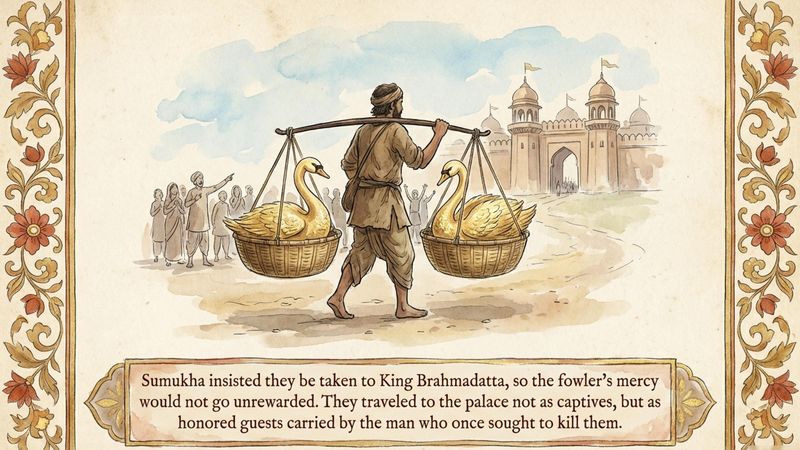 Sumukha insisted they be taken to King Brahmadatta, so the fowler’s mercy
would not go unrewarded. They traveled to the palace not as captives, but as
honored guests carried by the man who once sought to kill them.